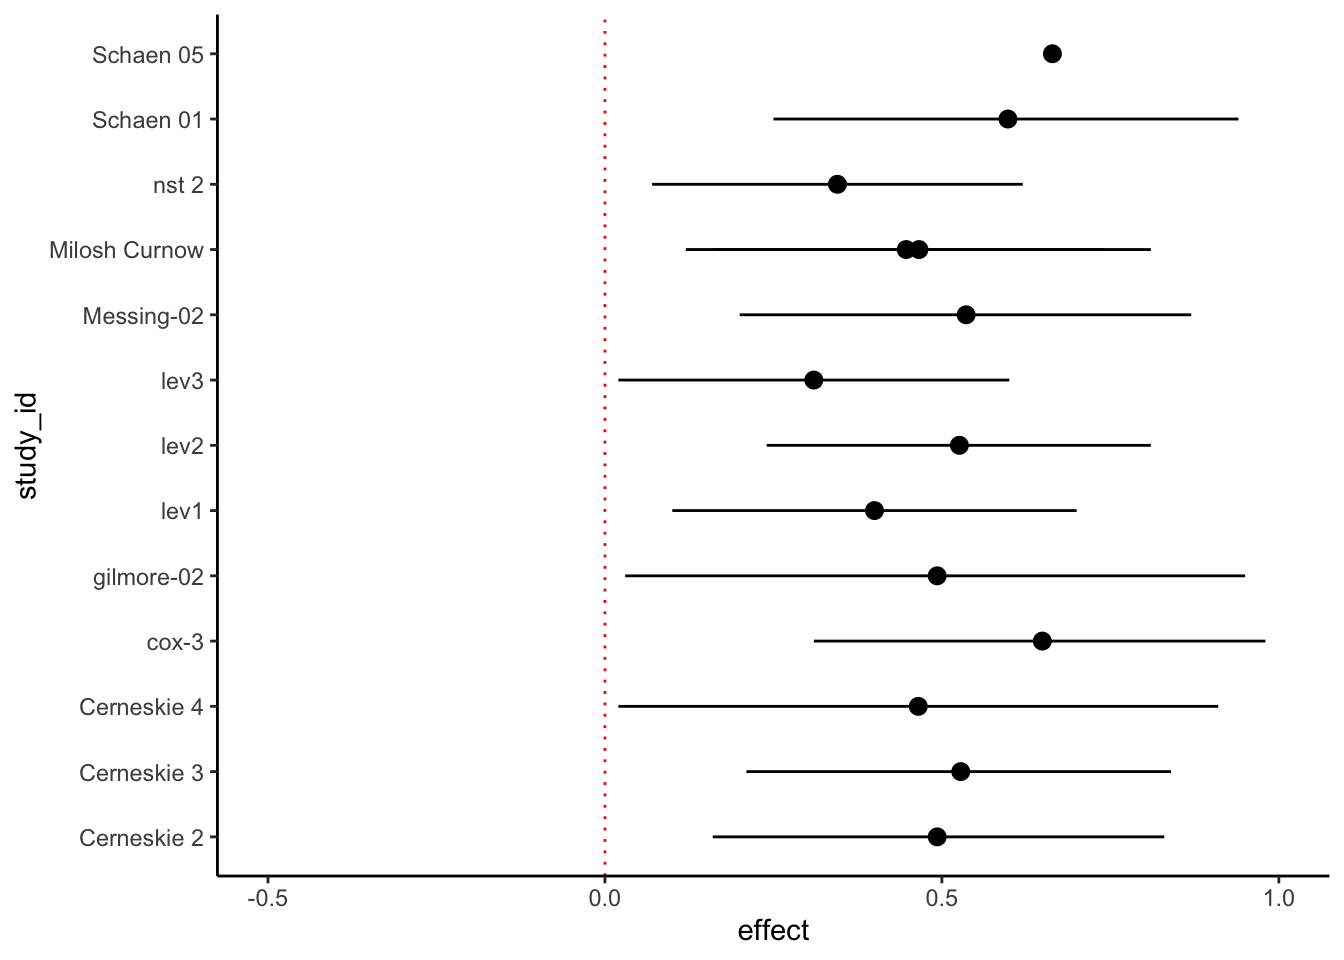 Schaen 05
Schaen 01
nst 2
Milosh Curnow
Messing-02
lev3
lev2
lev1
gilmore-02
cox-3
Cerneskie 4
Cerneskie 3
Cerneskie 2
study_id
-0.5 0.0 0.5 1.0
effect